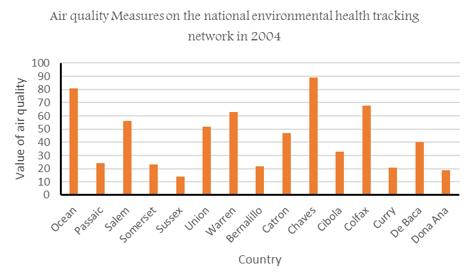 Air quality Measures on the national environmental health tracking
network in 2004
Value of air quality
100
90
80
70
60
50
40
30
20
10
0
Ocean
Passaic
Salem
Somerset
Sussex
Union
Warren
Bernalillo
Catron
Chaves
Cibola
Colfax
Curry
De Baca
Dona Ana
Country